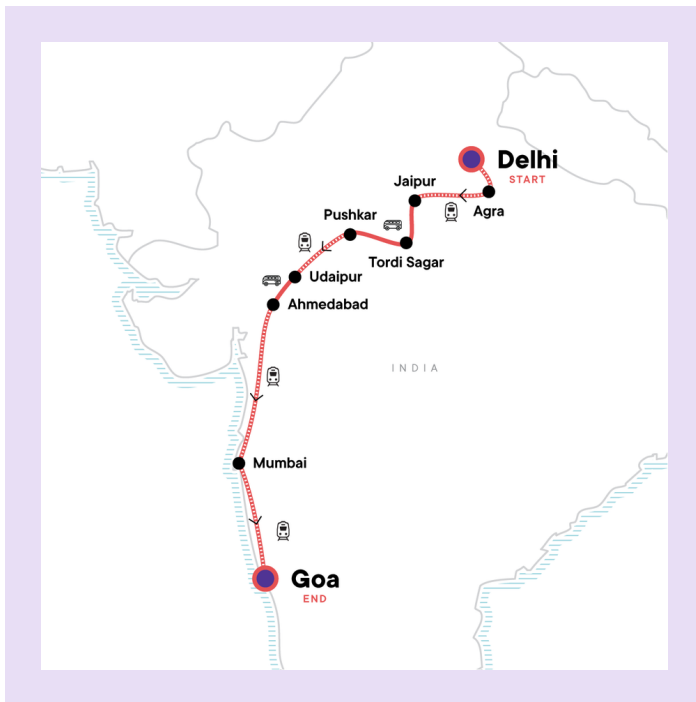 Delhi
START
Jaipur
Agra
Pushkar
Tordi Sagar
Udaipur
Ahmedabad
INDIA
Mumbai
Goa
END